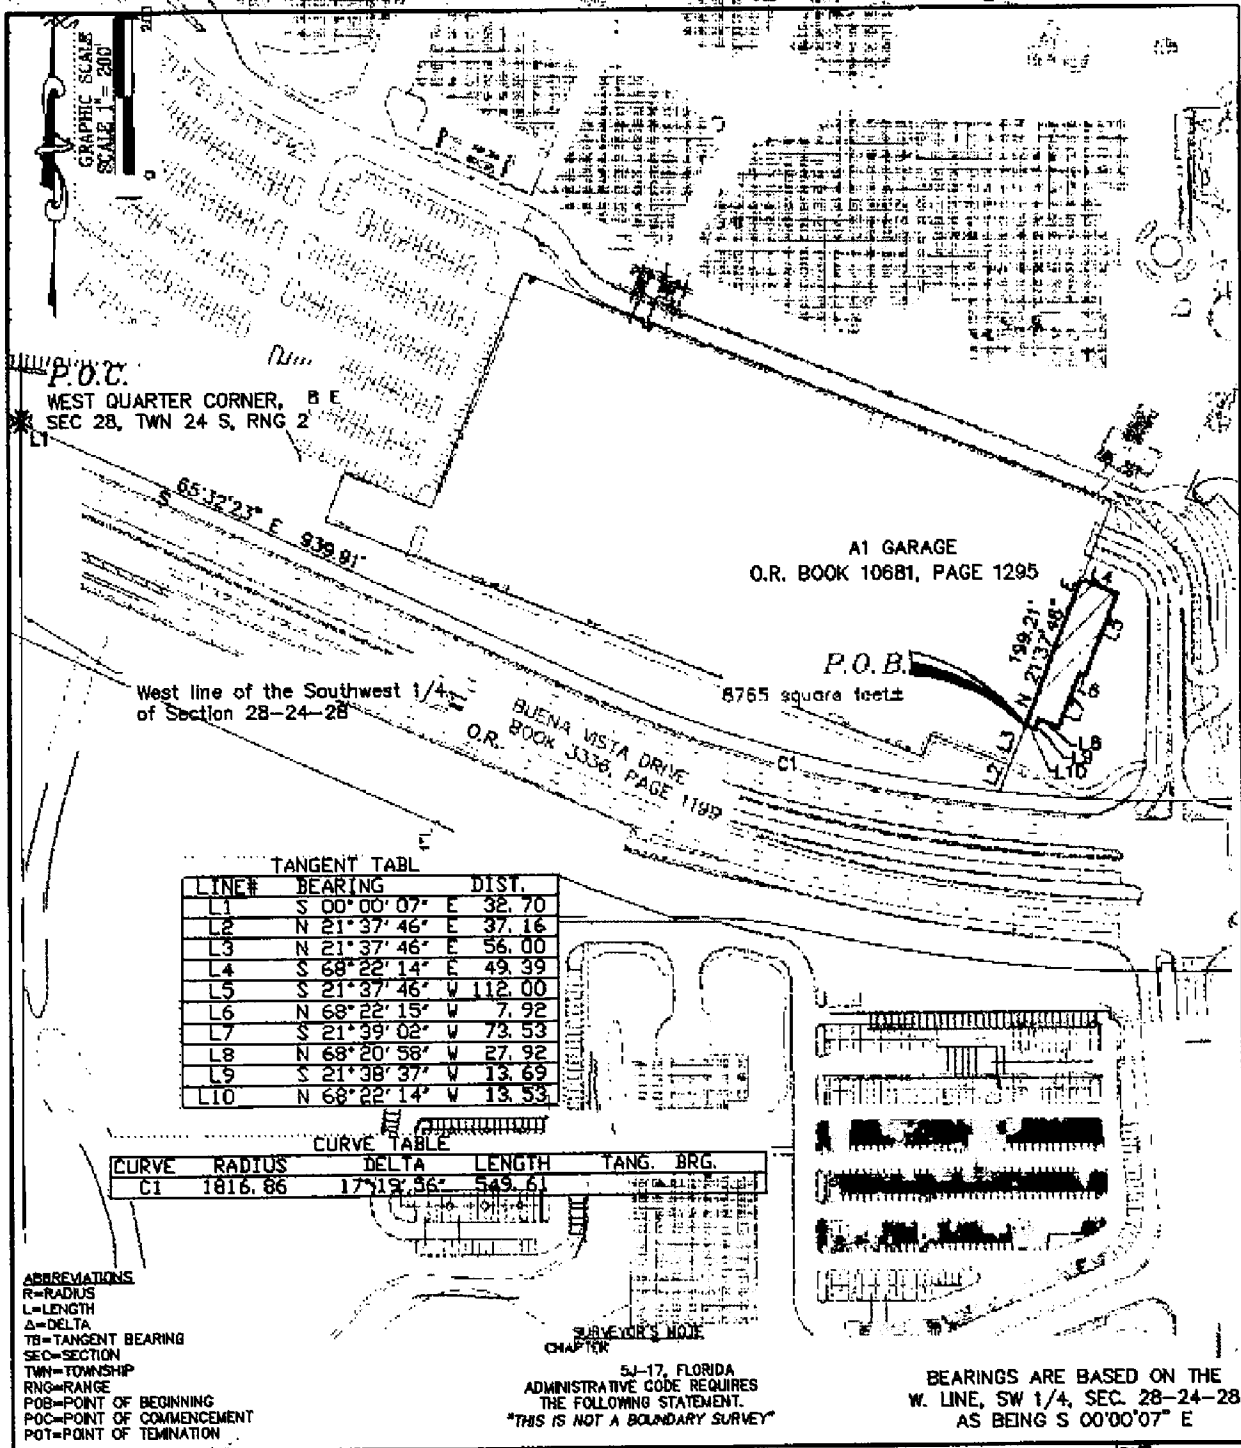 GRAPHIC SCALE
SCALE 1" = 200'
0
200
P.O.C.
WEST QUARTER CORNER, B E
SEC 28, TWN 24 S, RNG 2
L1
S 65°32'23" E 939.91'
A1 GARAGE
O.R. BOOK 10681, PAGE 1295
199.21'
N 21°37'46" E
L4
L5
P.O.B.
8765 square feet±
L6
L7
L8
L9
L10
L3
L2
C1
West line of the Southwest 1/4
of Section 28-24-28
BUENA VISTA DRIVE
O.R. BOOK 3336, PAGE 1199
TANGENT TABL
LINE# BEARING DIST.
L1 S 00°00'07" E 32.70
L2 N 21°37'46" E 37.16
L3 N 21°37'46" E 56.00
L4 S 68°22'14" E 49.39
L5 S 21°37'46" W 112.00
L6 N 68°22'15" W 7.92
L7 S 21°39'02" W 73.53
L8 N 68°20'58" W 27.92
L9 S 21°38'37" W 13.69
L10 N 68°22'14" W 13.53
CURVE TABLE
CURVE RADIUS DELTA LENGTH TANG. BRG.
C1 1816.86 17°19'56" 549.61
ABBREVIATIONS
R=RADIUS
L=LENGTH
Δ=DELTA
TB=TANGENT BEARING
SEC=SECTION
TWN=TOWNSHIP
RNG=RANGE
POB=POINT OF BEGINNING
POC=POINT OF COMMENCEMENT
POT=POINT OF TEMINATION
SURVEYOR'S NOTE
CHAPTER
5J-17, FLORIDA
ADMINISTRATIVE CODE REQUIRES
THE FOLLOWING STATEMENT.
"THIS IS NOT A BOUNDARY SURVEY"
BEARINGS ARE BASED ON THE
W. LINE, SW 1/4, SEC. 28-24-28
AS BEING S 00°00'07" E